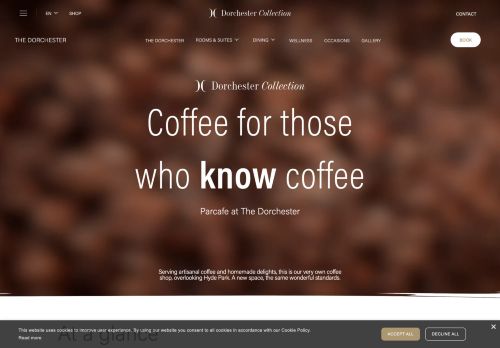 EN
SHOP
Dorchester Collection
CONTACT
THE DORCHESTER
THE DORCHESTER
ROOMS & SUITES
DINING
WELLNESS
OCCASIONS
GALLERY
BOOK
Dorchester Collection
Coffee for those
who know coffee
Parcafe at The Dorchester
Serving artisanal coffee and homemade delights, this is our very own coffee
shop, overlooking Hyde Park. A new space, the same wonderful standards.
At a glance
This website uses cookies to improve user experience. By using our website you consent to all cookies in accordance with our Cookie Policy.
Read more
ACCEPT ALL
DECLINE ALL